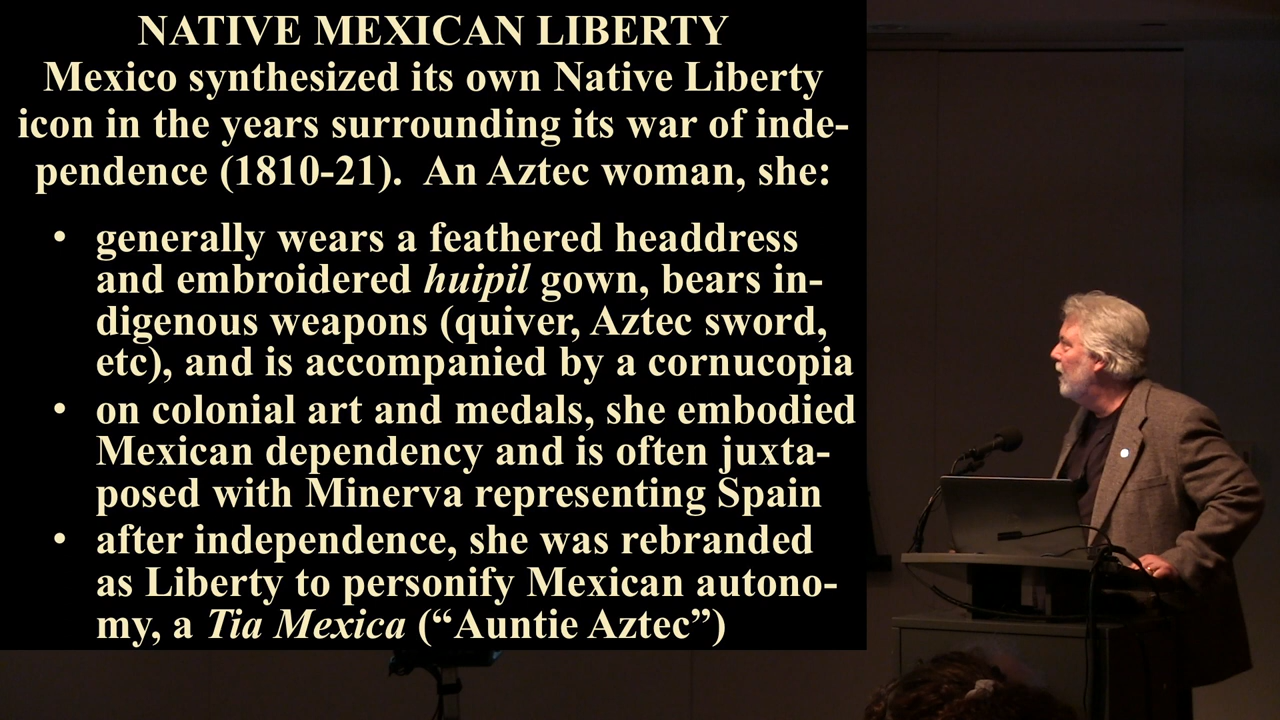 NATIVE MEXICAN LIBERTY
Mexico synthesized its own Native Liberty
icon in the years surrounding its war of inde-
pendence (1810-21).  An Aztec woman, she:
• generally wears a feathered headdress
and embroidered huipil gown, bears in-
digenous weapons (quiver, Aztec sword,
etc), and is accompanied by a cornucopia
• on colonial art and medals, she embodied
Mexican dependency and is often juxta-
posed with Minerva representing Spain
• after independence, she was rebranded
as Liberty to personify Mexican autono-
my, a Tia Mexica (“Auntie Aztec”)